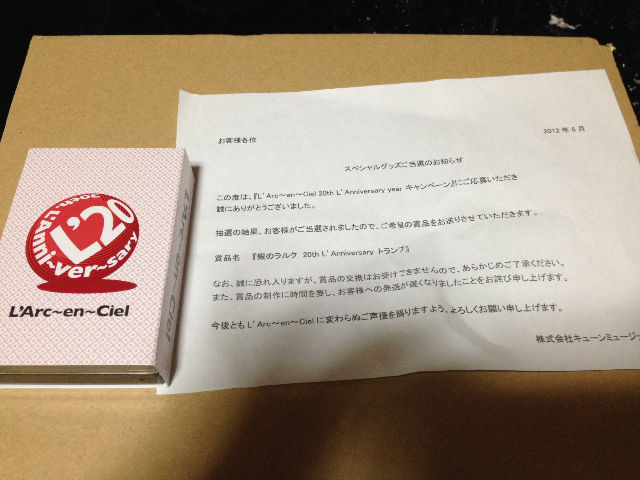 L'20
20th L'Anni~ver~sary
L'Arc~en~Ciel
L'Arc~en~Ciel
お客様各位
2012 年 6 月
スペシャルグッズご当選のお知らせ
この度は、『L' Arc～en～Ciel 20th L' Anniversary year キャンペーン』にご応募いただき
誠にありがとうございました。
抽選の結果、お客様がご当選されましたので、ご希望の賞品をお送りさせていただきます。
賞品名 『銀のラルク 20th L' Anniversary トランプ』
なお、誠に恐れ入りますが、賞品の交換はお受けできませんので、あらかじめご了承ください。
また、賞品の制作に時間を要し、お客様への発送が遅くなりましたことをお詫び申し上げます。
今後とも L' Arc～en～Ciel に変わらぬご声援を賜りますよう、よろしくお願い申し上げます。
株式会社キューンミュージッ